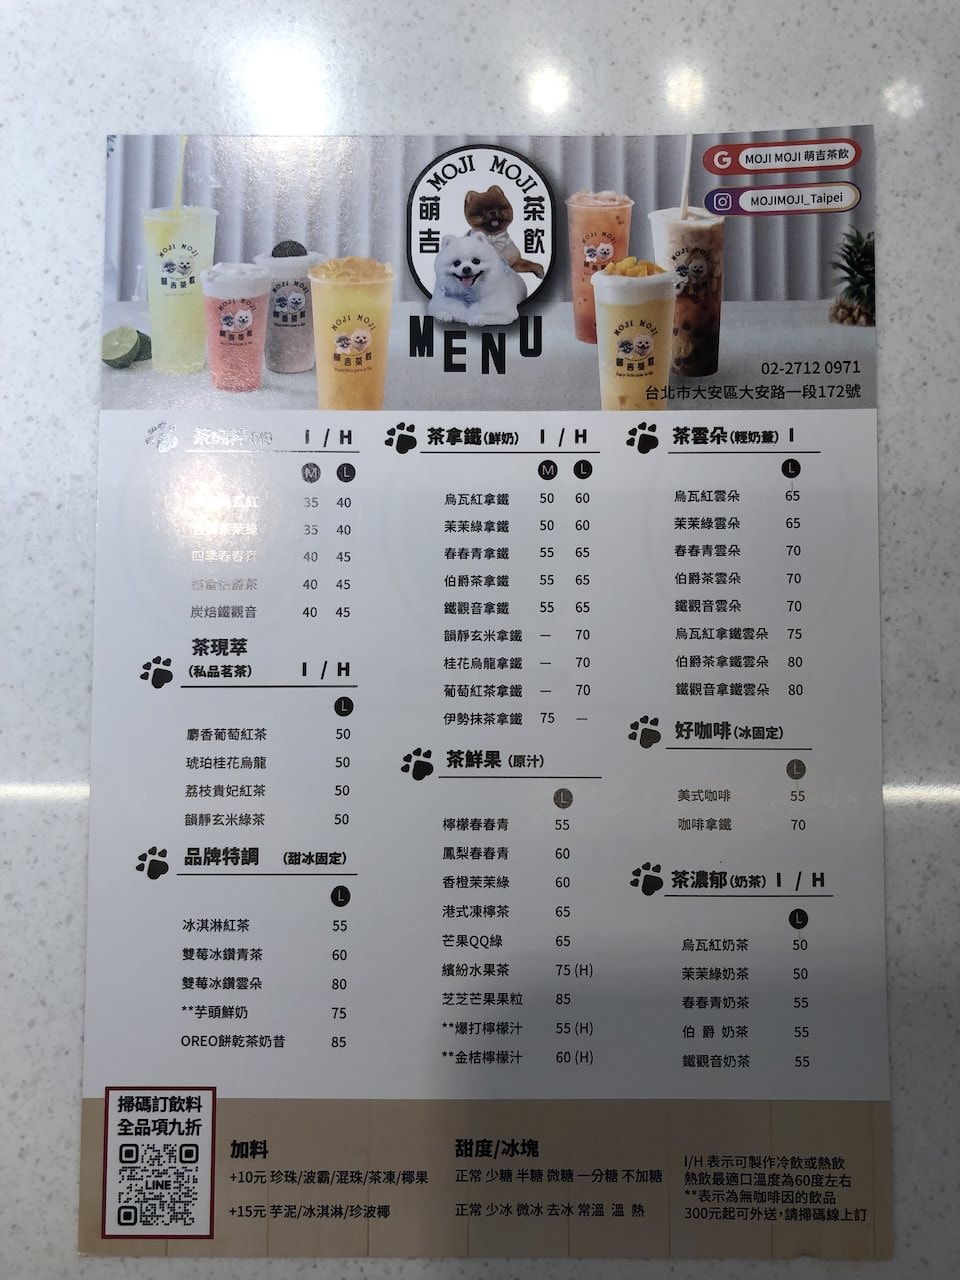 MOJI MOJI
萌吉
茶飲
MENU
MOJI MOJI 萌吉茶飲
MOJIMOJI_Taipei
02-2712 0971
台北市大安區大安路一段172號
I / H
M L
35 40
35 40
四季春春青 40 45
40 45
炭焙鐵觀音 40 45
茶現萃
(私品茗茶) I / H
L
麝香葡萄紅茶 50
琥珀桂花烏龍 50
荔枝貴妃紅茶 50
韻靜玄米綠茶 50
品牌特調 (甜冰固定)
L
冰淇淋紅茶 55
雙莓冰鑽青茶 60
雙莓冰鑽雲朵 80
**芋頭鮮奶 75
OREO餅乾茶奶昔 85
茶拿鐵(鮮奶) I / H
M L
烏瓦紅拿鐵 50 60
茉茉綠拿鐵 50 60
春春青拿鐵 55 65
伯爵茶拿鐵 55 65
鐵觀音拿鐵 55 65
韻靜玄米拿鐵 — 70
桂花烏龍拿鐵 — 70
葡萄紅茶拿鐵 — 70
伊勢抹茶拿鐵 75 —
茶鮮果 (原汁)
L
檸檬春春青 55
鳳梨春春青 60
香橙茉茉綠 60
港式凍檸茶 65
芒果QQ綠 65
繽紛水果茶 75 (H)
芝芝芒果果粒 85
**爆打檸檬汁 55 (H)
**金桔檸檬汁 60 (H)
茶雲朵(輕奶蓋) I
L
烏瓦紅雲朵 65
茉茉綠雲朵 65
春春青雲朵 70
伯爵茶雲朵 70
鐵觀音雲朵 70
烏瓦紅拿鐵雲朵 75
伯爵茶拿鐵雲朵 80
鐵觀音拿鐵雲朵 80
好咖啡(冰固定)
L
美式咖啡 55
咖啡拿鐵 70
茶濃郁(奶茶) I / H
L
烏瓦紅奶茶 50
茉茉綠奶茶 50
春春青奶茶 55
伯 爵 奶茶 55
鐵觀音奶茶 55
掃碼訂飲料
全品項九折
LINE
加料
+10元 珍珠/波霸/混珠/茶凍/椰果
+15元 芋泥/冰淇淋/珍波椰
甜度/冰塊
正常 少糖 半糖 微糖 一分糖 不加糖
正常 少冰 微冰 去冰 常溫 溫 熱
I/H 表示可製作冷飲或熱飲
熱飲最適口溫度為60度左右
**表示為無咖啡因的飲品
300元起可外送,請掃碼線上訂